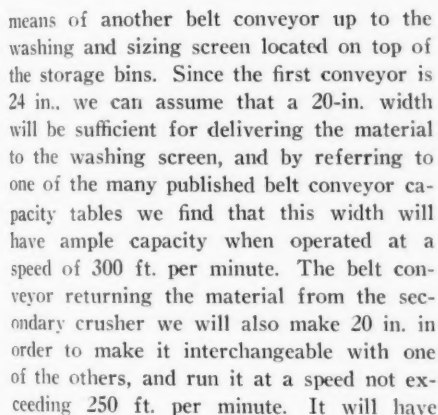 means of another belt conveyor up to the
washing and sizing screen located on top of
the storage bins. Since the first conveyor is
24 in.. we can assume that a 20-in. width
will be sufficient for delivering the material
to the washing screen, and by referring to
one of the many published belt conveyor ca-
pacity tables we find that this width will
have ample capacity when operated at a
speed of 300 ft. per minute. The belt con-
veyor returning the material from the sec-
ondary crusher we will also make 20 in. in
order to make it interchangeable with one
of the others, and run it at a speed not ex-
ceeding 250 ft. per minute. It will have